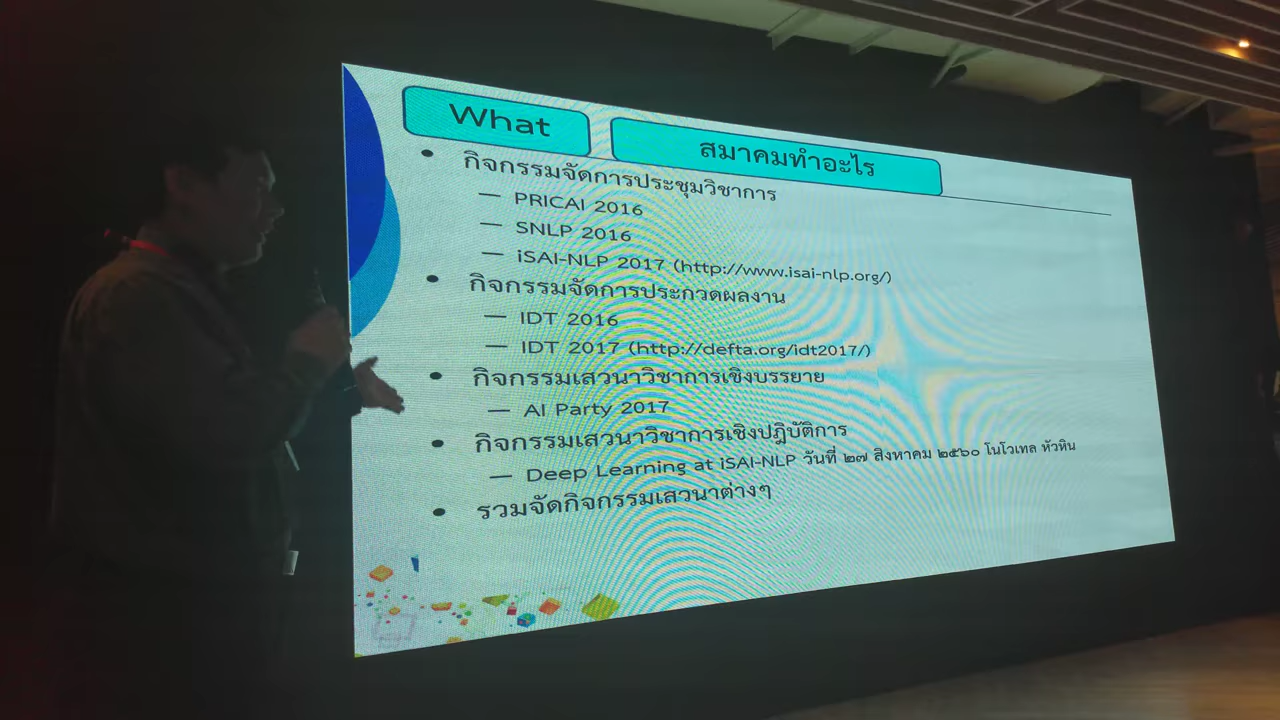 What
สมาคมทำอะไร
• กิจกรรมจัดการประชุมวิชาการ
— PRICAI 2016
— SNLP 2016
— iSAI-NLP 2017 (http://www.isai-nlp.org/)
• กิจกรรมจัดการประกวดผลงาน
— IDT 2016
— IDT 2017 (http://defta.org/idt2017/)
• กิจกรรมเสวนาวิชาการเชิงบรรยาย
— AI Party 2017
• กิจกรรมเสวนาวิชาการเชิงปฏิบัติการ
— Deep Learning at iSAI-NLP วันที่ ๒๗ สิงหาคม ๒๕๖๐ โนโวเทล หัวหิน
• รวมจัดกิจกรรมเสวนาต่างๆ